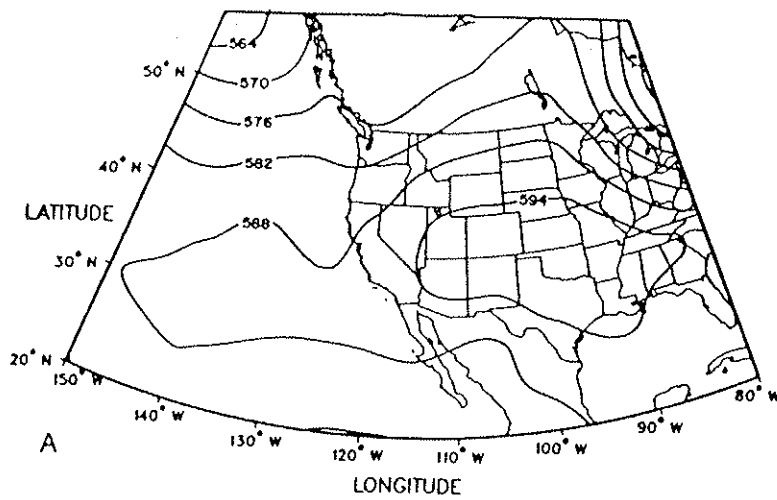 564
50° N
570
576
582
40° N
594
LATITUDE
588
30° N
20° N
150° W
80° W
140° W
90° W
A
130° W
120° W
110° W
100° W
LONGITUDE